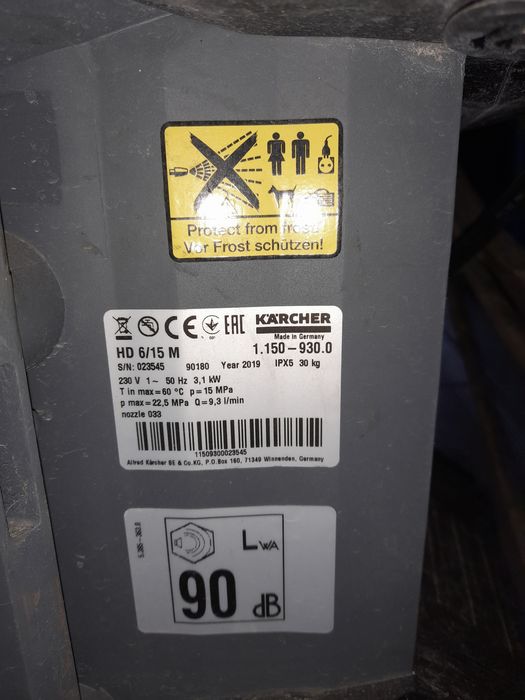 Protect from frost!
Vor Frost schützen!
CE EAC KÄRCHER
Made in Germany
HD 6/15 M 1.150-930.0
S/N: 023545 90180 Year 2019 IPX5 30 kg
230 V 1~ 50 Hz 3,1 kW
T in max=60 °C p=15 MPa
p max=22,5 MPa Q=9,3 l/min
nozzle 033
11509300023545
Alfred Kärcher SE & Co.KG, P.O.Box 160, 71349 Winnenden, Germany
LWA
90 dB